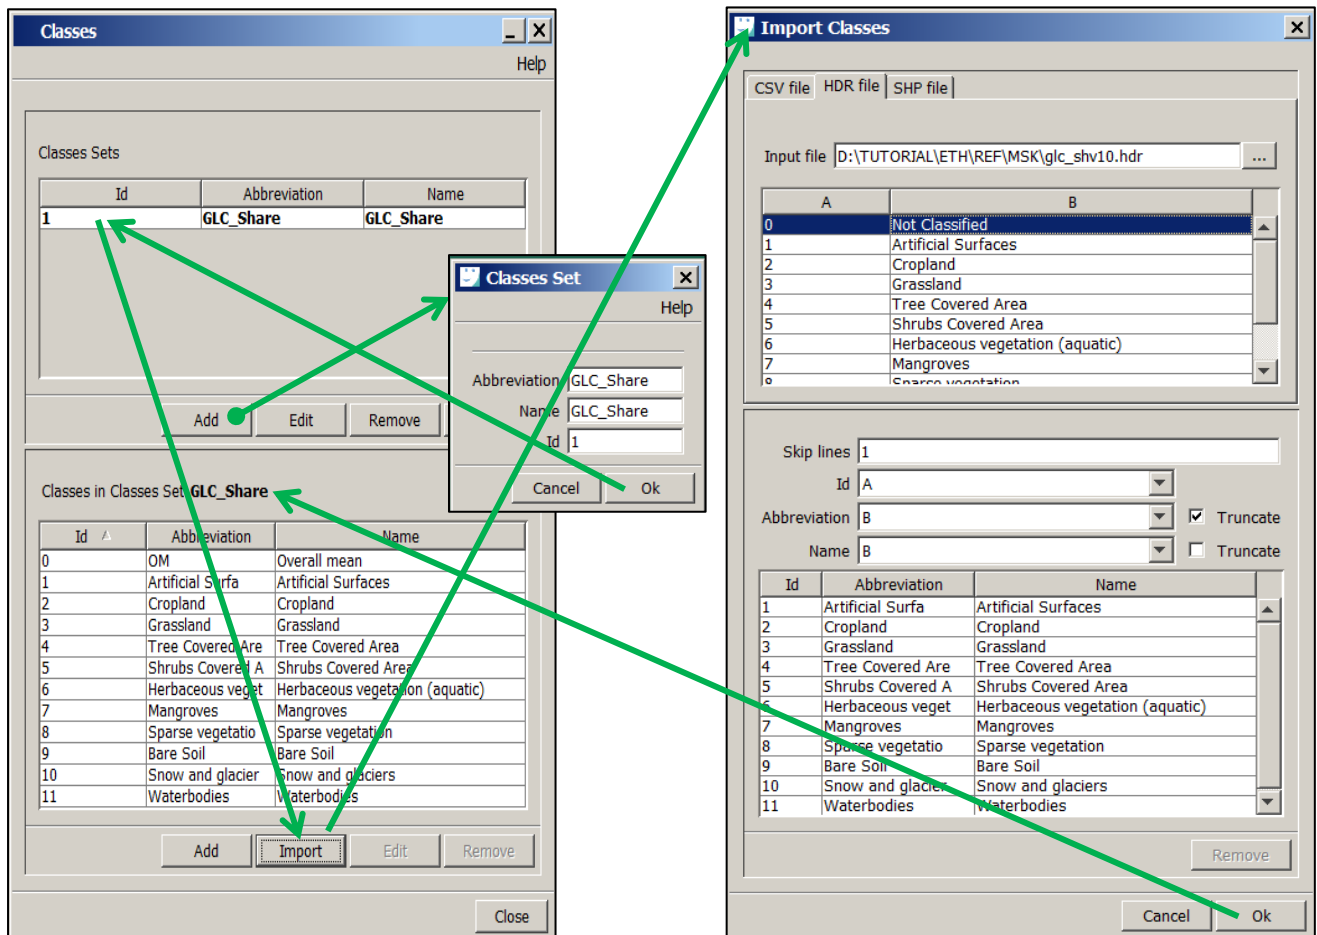 Classes
Help
Classes Sets
Id Abbreviation Name
1 GLC_Share GLC_Share
Add Edit Remove
Classes in Classes Set GLC_Share
Id Abbreviation Name
0 OM Overall mean
1 Artificial Surfa Artificial Surfaces
2 Cropland Cropland
3 Grassland Grassland
4 Tree Covered Are Tree Covered Area
5 Shrubs Covered A Shrubs Covered Area
6 Herbaceous veget Herbaceous vegetation (aquatic)
7 Mangroves Mangroves
8 Sparse vegetatio Sparse vegetation
9 Bare Soil Bare Soil
10 Snow and glacier Snow and glaciers
11 Waterbodies Waterbodies
Add Import Edit Remove
Close
Classes Set
Help
Abbreviation GLC_Share
Name GLC_Share
Id 1
Cancel Ok
Import Classes
CSV file HDR file SHP file
Input file D:\TUTORIAL\ETH\REF\MSK\glc_shv10.hdr ...
A B
0 Not Classified
1 Artificial Surfaces
2 Cropland
3 Grassland
4 Tree Covered Area
5 Shrubs Covered Area
6 Herbaceous vegetation (aquatic)
7 Mangroves
8 Sparse vegetation
Skip lines 1
Id A
Abbreviation B Truncate
Name B Truncate
Id Abbreviation Name
1 Artificial Surfa Artificial Surfaces
2 Cropland Cropland
3 Grassland Grassland
4 Tree Covered Are Tree Covered Area
5 Shrubs Covered A Shrubs Covered Area
6 Herbaceous veget Herbaceous vegetation (aquatic)
7 Mangroves Mangroves
8 Sparse vegetatio Sparse vegetation
9 Bare Soil Bare Soil
10 Snow and glacier Snow and glaciers
11 Waterbodies Waterbodies
Remove
Cancel Ok